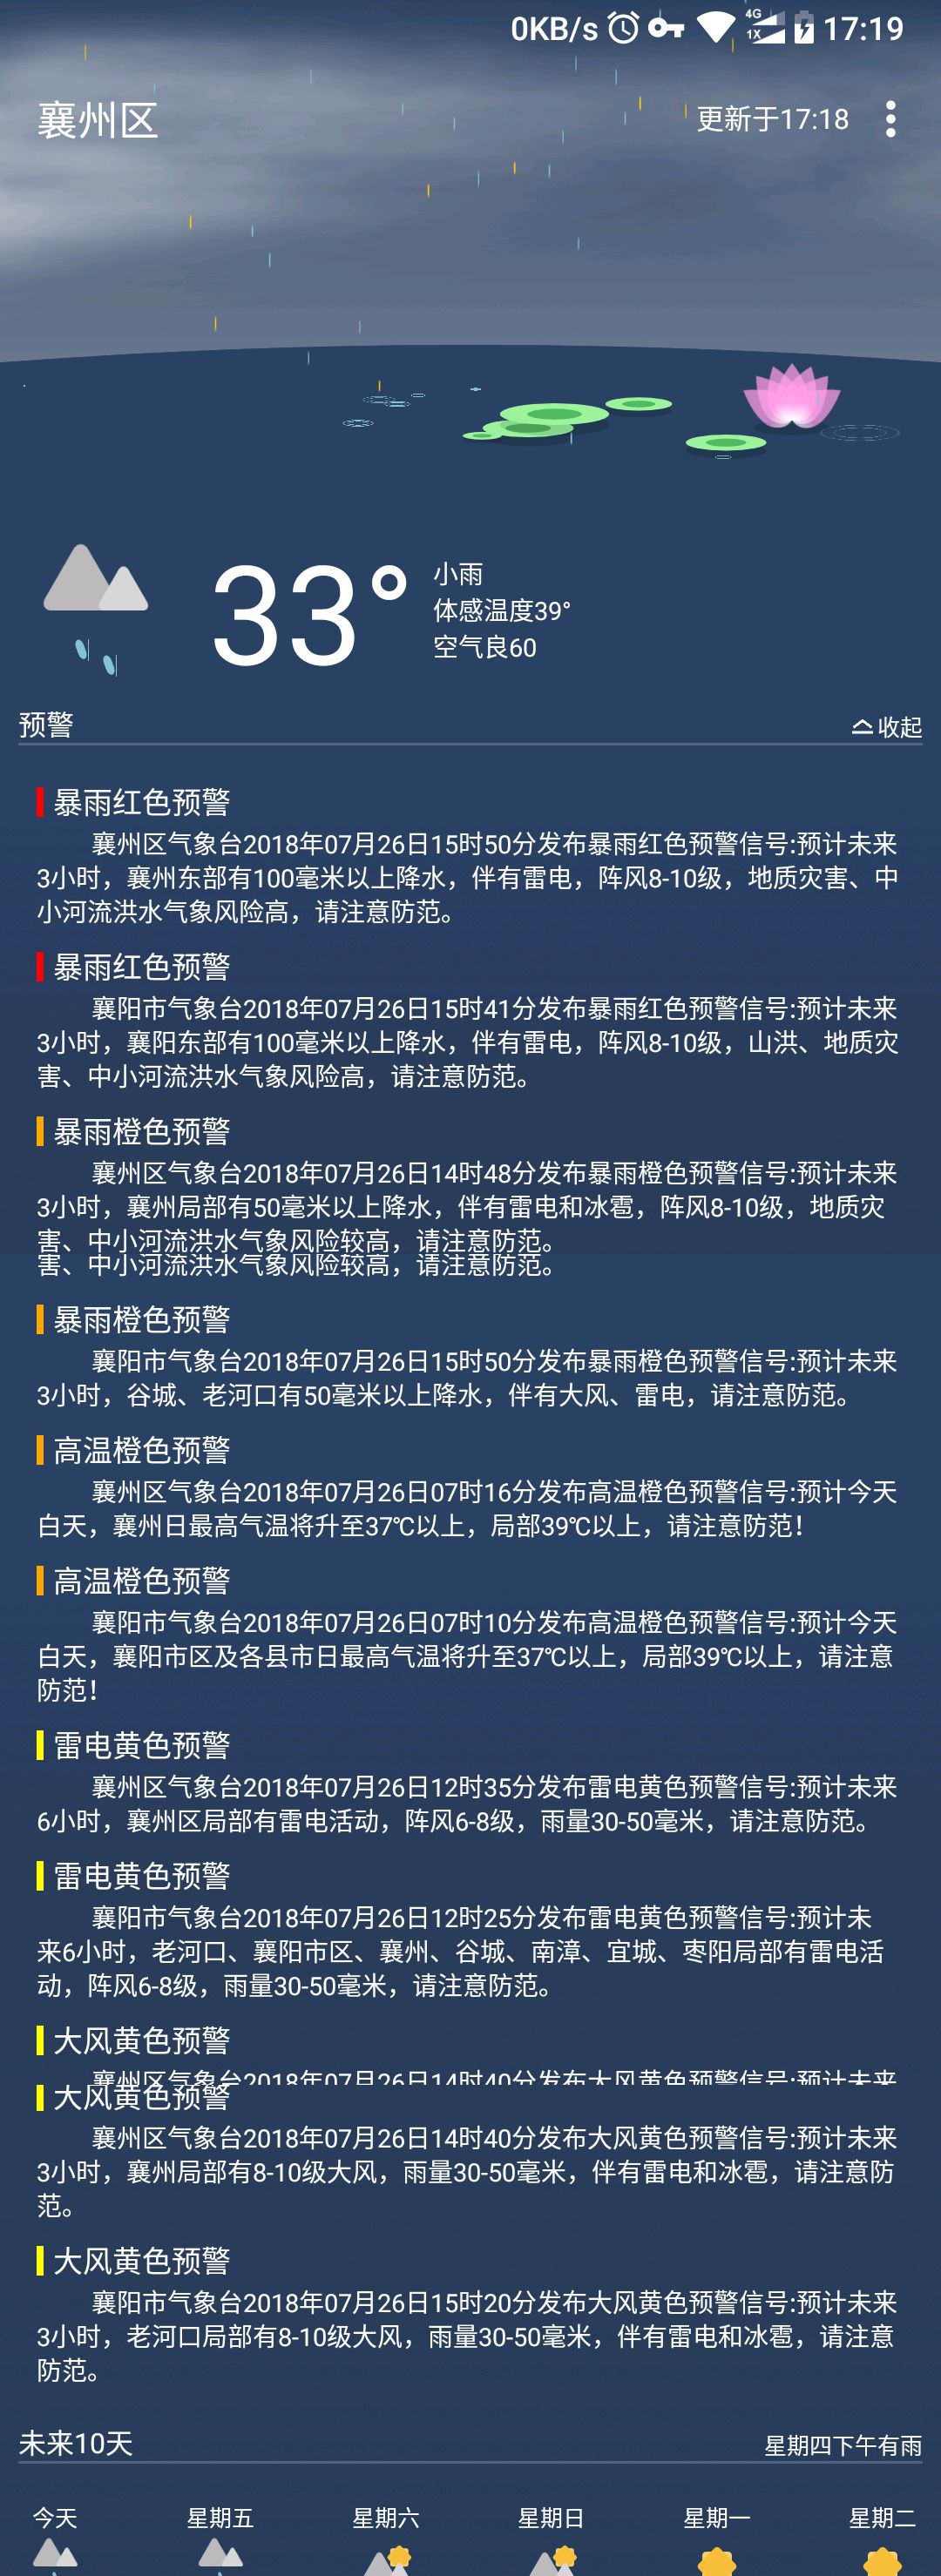 0KB/s 4G 1X 17:19
襄州区 更新于17:18
33° 小雨
体感温度39°
空气良60
预警 收起
暴雨红色预警
襄州区气象台2018年07月26日15时50分发布暴雨红色预警信号:预计未来
3小时，襄州东部有100毫米以上降水，伴有雷电，阵风8-10级，地质灾害、中
小河流洪水气象风险高，请注意防范。
暴雨红色预警
襄阳市气象台2018年07月26日15时41分发布暴雨红色预警信号:预计未来
3小时，襄阳东部有100毫米以上降水，伴有雷电，阵风8-10级，山洪、地质灾
害、中小河流洪水气象风险高，请注意防范。
暴雨橙色预警
襄州区气象台2018年07月26日14时48分发布暴雨橙色预警信号:预计未来
3小时，襄州局部有50毫米以上降水，伴有雷电和冰雹，阵风8-10级，地质灾
害、中小河流洪水气象风险较高，请注意防范。
害、中小河流洪水气象风险较高，请注意防范。
暴雨橙色预警
襄阳市气象台2018年07月26日15时50分发布暴雨橙色预警信号:预计未来
3小时，谷城、老河口有50毫米以上降水，伴有大风、雷电，请注意防范。
高温橙色预警
襄州区气象台2018年07月26日07时16分发布高温橙色预警信号:预计今天
白天，襄州日最高气温将升至37℃以上，局部39℃以上，请注意防范！
高温橙色预警
襄阳市气象台2018年07月26日07时10分发布高温橙色预警信号:预计今天
白天，襄阳市区及各县市日最高气温将升至37℃以上，局部39℃以上，请注意
防范！
雷电黄色预警
襄州区气象台2018年07月26日12时35分发布雷电黄色预警信号:预计未来
6小时，襄州区局部有雷电活动，阵风6-8级，雨量30-50毫米，请注意防范。
雷电黄色预警
襄阳市气象台2018年07月26日12时25分发布雷电黄色预警信号:预计未
来6小时，老河口、襄阳市区、襄州、谷城、南漳、宜城、枣阳局部有雷电活
动，阵风6-8级，雨量30-50毫米，请注意防范。
大风黄色预警
襄州区气象台2018年07月26日14时40分发布大风黄色预警信号:预计未来
大风黄色预警
襄州区气象台2018年07月26日14时40分发布大风黄色预警信号:预计未来
3小时，襄州局部有8-10级大风，雨量30-50毫米，伴有雷电和冰雹，请注意防
范。
大风黄色预警
襄阳市气象台2018年07月26日15时20分发布大风黄色预警信号:预计未来
3小时，老河口局部有8-10级大风，雨量30-50毫米，伴有雷电和冰雹，请注意
防范。
未来10天 星期四下午有雨
今天 星期五 星期六 星期日 星期一 星期二